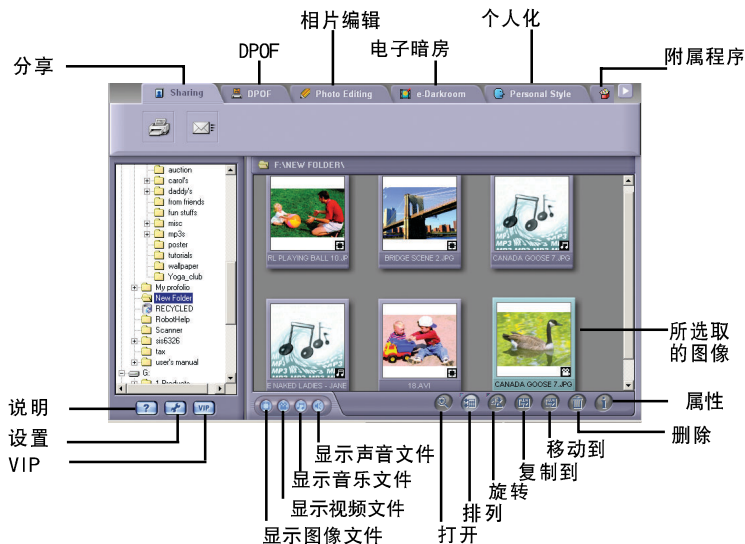 相片编辑
个人化
DPOF
电子暗房
附属程序
分享
Sharing
DPOF
Photo Editing
e-Darkroom
Personal Style
F:\NEW FOLDER\
auction
carol's
daddy's
from friends
fun stuffs
misc
mp3s
poster
tutorials
wallpaper
Yoga_club
My profolio
New Folder
RECYCLED
RobotHelp
Scanner
sis6326
tax
user's manual
G:
1 Products
RL PLAYING BALL 10.JP
BRIDGE SCENE 2.JPG
MP3 MP3
CANADA GOOSE 7.JPG
E NAKED LADIES - JANE
18.AVI
CANADA GOOSE 7.JPG
所选取
的图像
?
VIP
说明
设置
VIP
属性
删除
移动到
复制到
旋转
排列
打开
显示声音文件
显示音乐文件
显示视频文件
显示图像文件